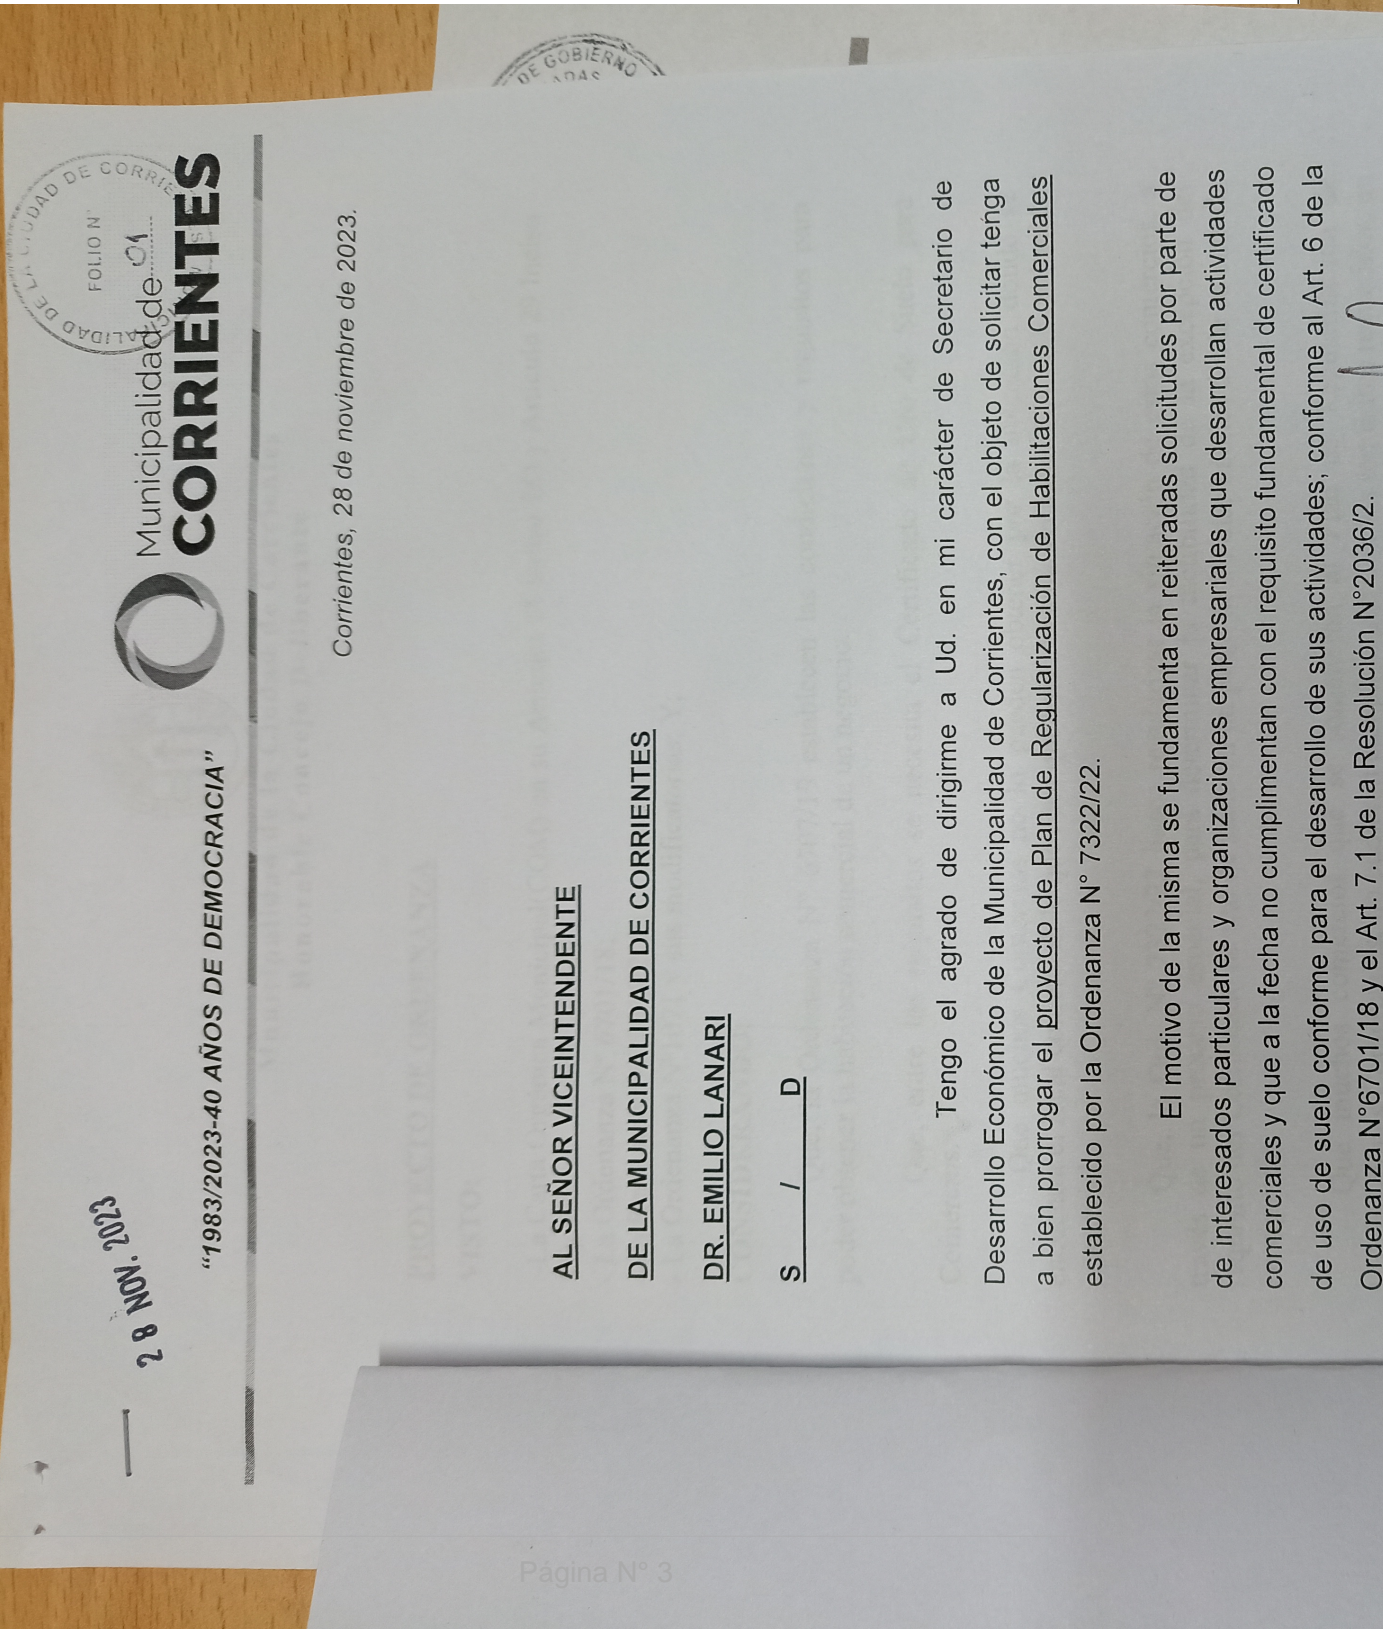 DE GOBIERNO
DE LA CIUDAD DE CORRIE
FOLIO N°
01
Municipalidad de
CORRIENTES
28 NOV. 2023
“1983/2023-40 AÑOS DE DEMOCRACIA”
Corrientes, 28 de noviembre de 2023.
AL SEÑOR VICEINTENDENTE
DE LA MUNICIPALIDAD DE CORRIENTES
DR. EMILIO LANARI
S / D
Tengo el agrado de dirigirme a Ud. en mi carácter de Secretario de
Desarrollo Económico de la Municipalidad de Corrientes, con el objeto de solicitar tenga
a bien prorrogar el proyecto de Plan de Regularización de Habilitaciones Comerciales
establecido por la Ordenanza N° 7322/22.
El motivo de la misma se fundamenta en reiteradas solicitudes por parte de
de interesados particulares y organizaciones empresariales que desarrollan actividades
comerciales y que a la fecha no cumplimentan con el requisito fundamental de certificado
de uso de suelo conforme para el desarrollo de sus actividades; conforme al Art. 6 de la
Ordenanza N°6701/18 y el Art. 7.1 de la Resolución N°2036/2.
Página N° 3